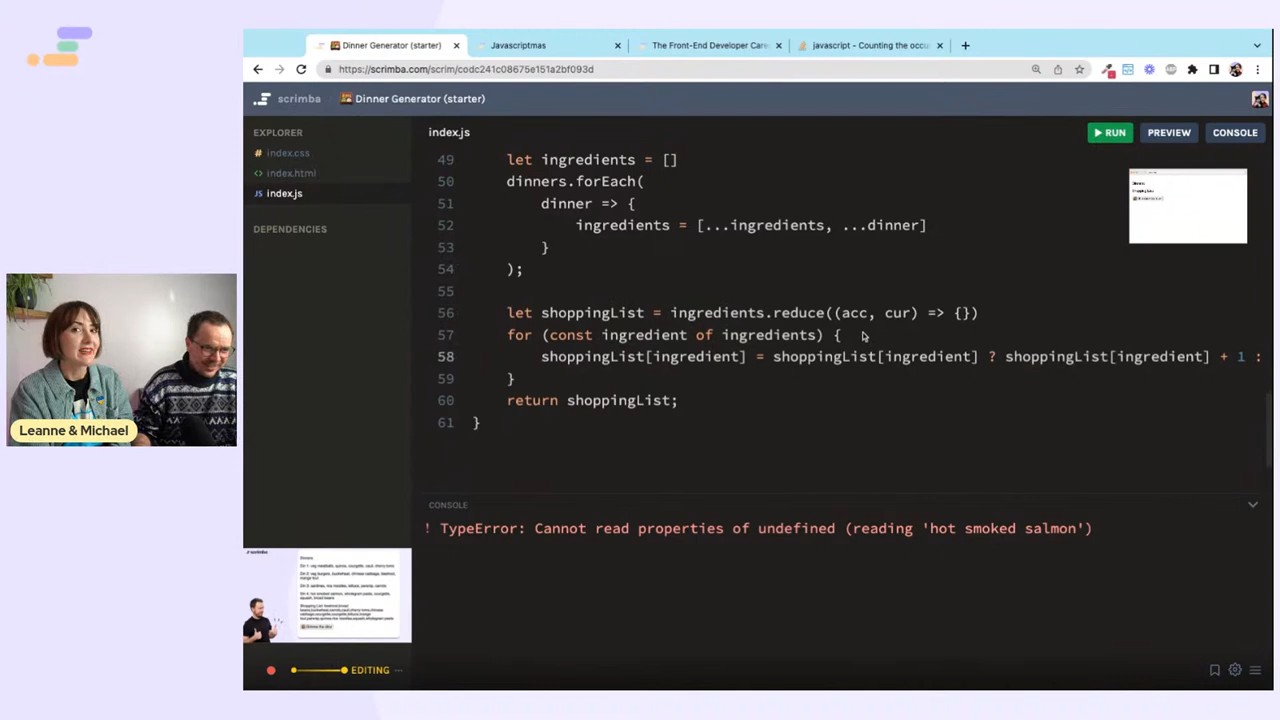 Dinner Generator (starter)
Javascriptmas
The Front-End Developer Care
javascript - Counting the occu
https://scrimba.com/scrim/codc241c08675e151a2bf093d
scrimba
Dinner Generator (starter)
EXPLORER
index.css
index.html
JS index.js
DEPENDENCIES
index.js
RUN
PREVIEW
CONSOLE
49 let ingredients = []
50 dinners.forEach(
51 dinner => {
52 ingredients = [...ingredients, ...dinner]
53 }
54 );
55
56 let shoppingList = ingredients.reduce((acc, cur) => {})
57 for (const ingredient of ingredients) {
58 shoppingList[ingredient] = shoppingList[ingredient] ? shoppingList[ingredient] + 1 :
59 }
60 return shoppingList;
61 }
CONSOLE
! TypeError: Cannot read properties of undefined (reading 'hot smoked salmon')
Leanne & Michael
EDITING